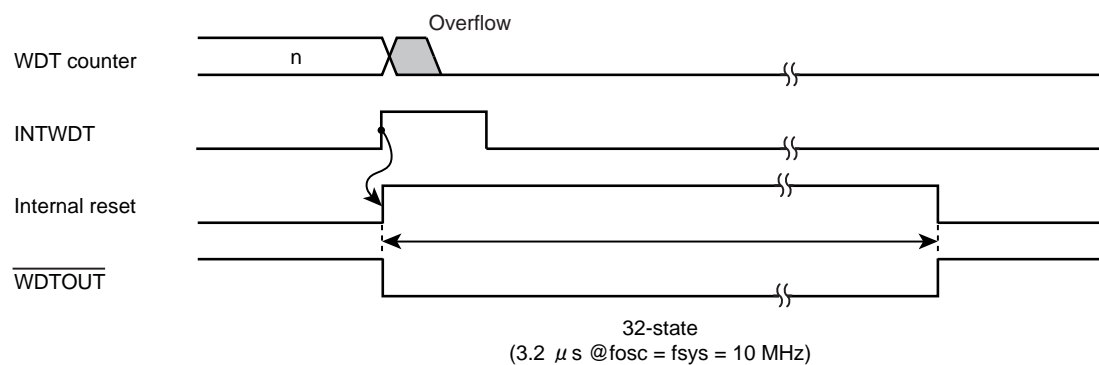 Overflow
WDT counter
n
INTWDT
Internal reset
WDTOUT
32-state
(3.2 μs @fosc = fsys = 10 MHz)